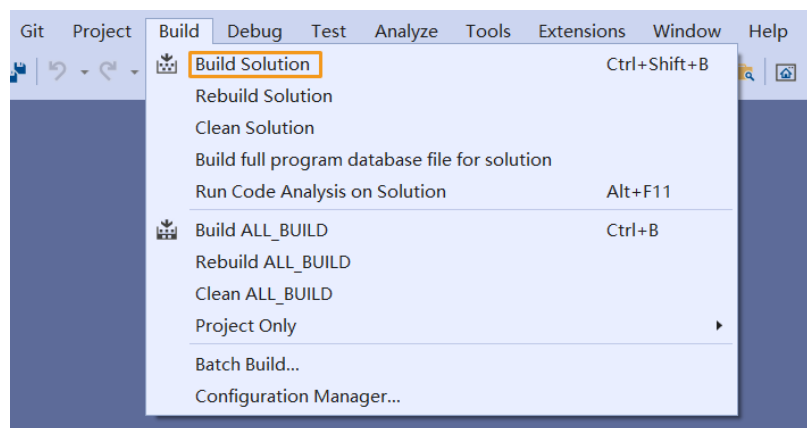 Git Project Build Debug Test Analyze Tools Extensions Window Help
Build Solution Ctrl+Shift+B
Rebuild Solution
Clean Solution
Build full program database file for solution
Run Code Analysis on Solution Alt+F11
Build ALL_BUILD Ctrl+B
Rebuild ALL_BUILD
Clean ALL_BUILD
Project Only
Batch Build...
Configuration Manager...